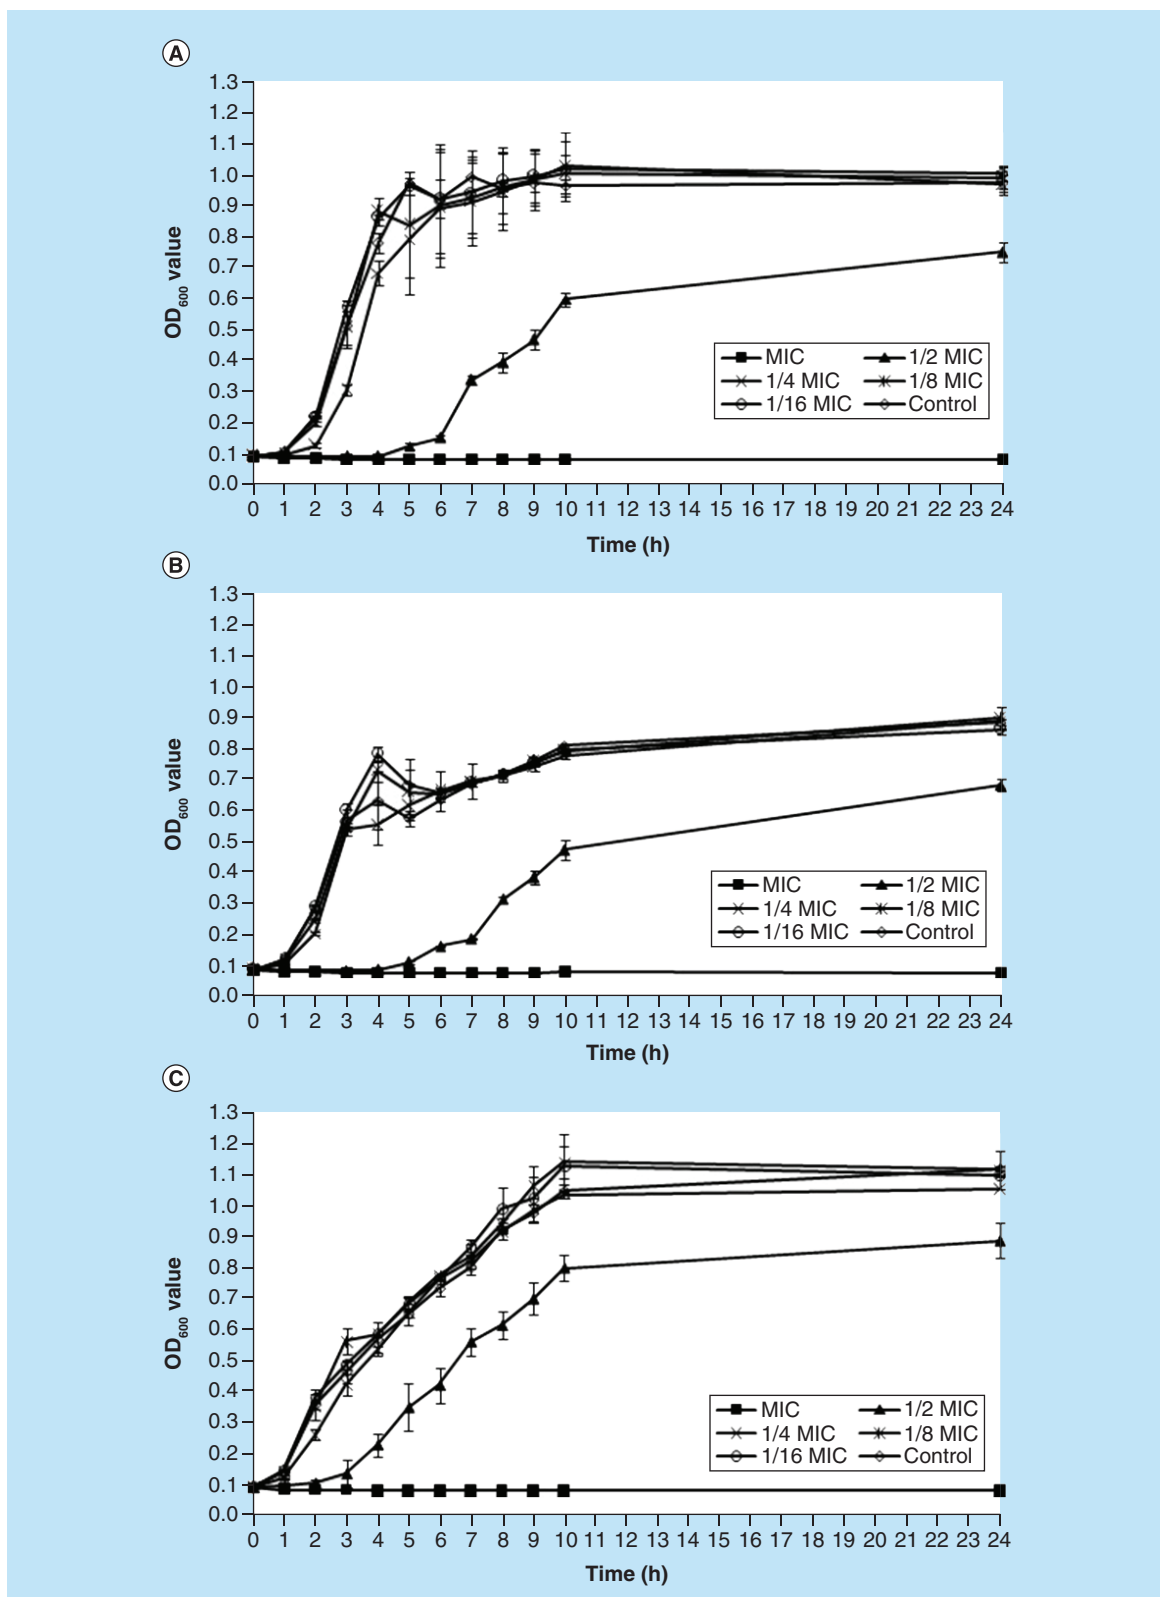 A
1.3
1.2
1.1
1.0
0.9
0.8
0.7
0.6
0.5
0.4
0.3
0.2
0.1
0.0
OD600 value
MIC 1/2 MIC
1/4 MIC 1/8 MIC
1/16 MIC Control
0 1 2 3 4 5 6 7 8 9 10 11 12 13 14 15 16 17 18 19 20 21 22 23 24
Time (h)
B
1.3
1.2
1.1
1.0
0.9
0.8
0.7
0.6
0.5
0.4
0.3
0.2
0.1
0.0
OD600 value
MIC 1/2 MIC
1/4 MIC 1/8 MIC
1/16 MIC Control
0 1 2 3 4 5 6 7 8 9 10 11 12 13 14 15 16 17 18 19 20 21 22 23 24
Time (h)
C
1.3
1.2
1.1
1.0
0.9
0.8
0.7
0.6
0.5
0.4
0.3
0.2
0.1
0.0
OD600 value
MIC 1/2 MIC
1/4 MIC 1/8 MIC
1/16 MIC Control
0 1 2 3 4 5 6 7 8 9 10 11 12 13 14 15 16 17 18 19 20 21 22 23 24
Time (h)